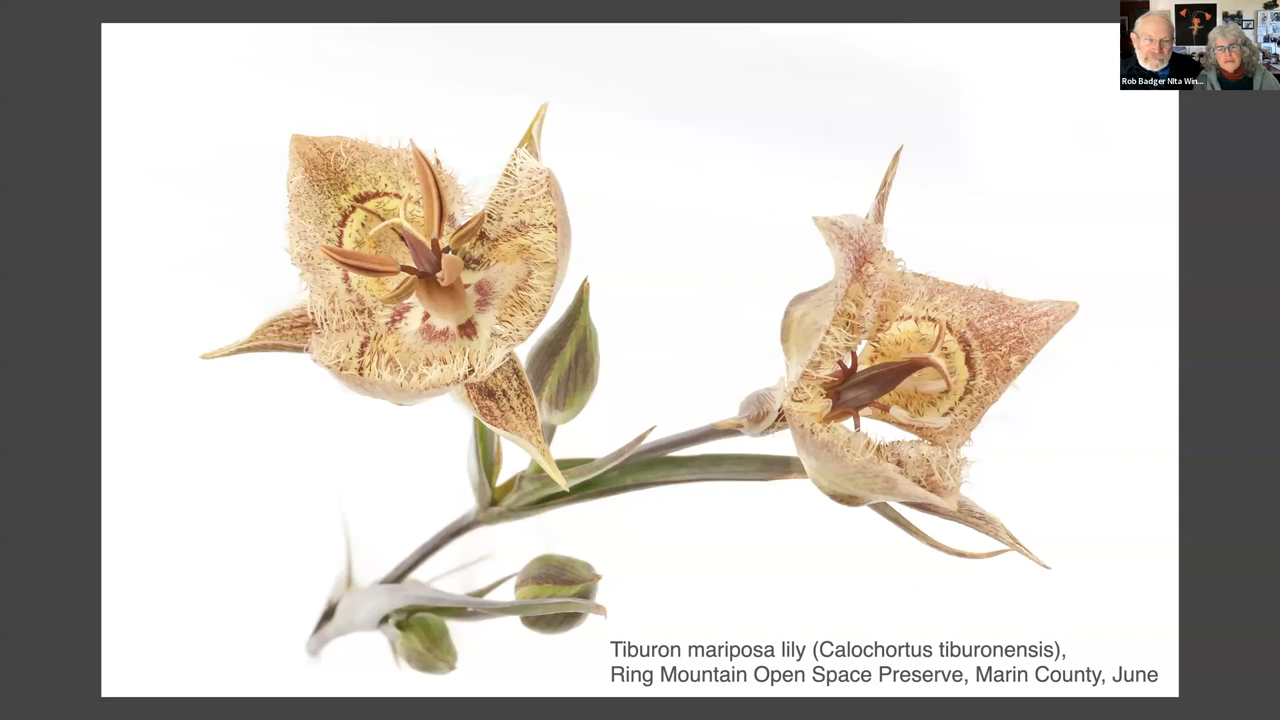 Rob Badger NIta Win...
Tiburon mariposa lily (Calochortus tiburonensis),
Ring Mountain Open Space Preserve, Marin County, June